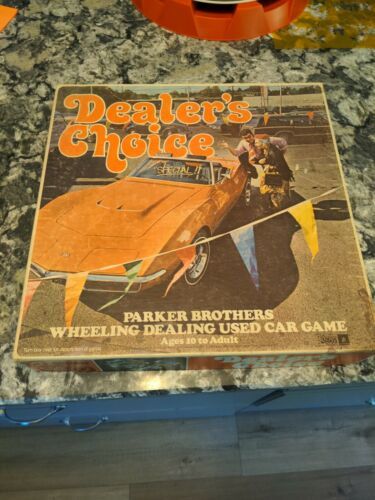 Dealer's
Choice
SPECIAL!!
PARKER BROTHERS
WHEELING DEALING USED CAR GAME
Ages 10 to Adult